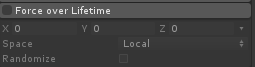 Force over Lifetime
X 0 Y 0 Z 0
Space Local
Randomize